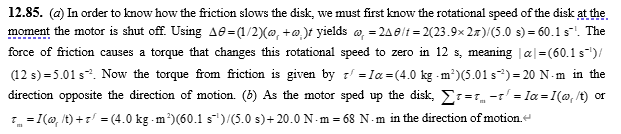 12.85. (a) In order to know how the friction slows the disk, we must first know the rotational speed of the disk at the
moment the motor is shut off. Using Δθ=(1/2)(ω_f +ω_o)t yields ω_f = 2Δθ/t = 2(23.9×2π)/(5.0 s) = 60.1 s⁻¹. The
force of friction causes a torque that changes this rotational speed to zero in 12 s, meaning |α|=(60.1 s⁻¹)/
(12 s)=5.01 s⁻². Now the torque from friction is given by τ^f = Iα=(4.0 kg·m²)(5.01 s⁻²)=20 N·m in the
direction opposite the direction of motion. (b) As the motor sped up the disk, ∑τ=τ_m −τ^f = Iα=I(ω_f /t) or
τ_m = I(ω_f /t)+τ^f =(4.0 kg·m²)(60.1 s⁻¹)/(5.0 s)+20.0 N·m = 68 N·m in the direction of motion.↵